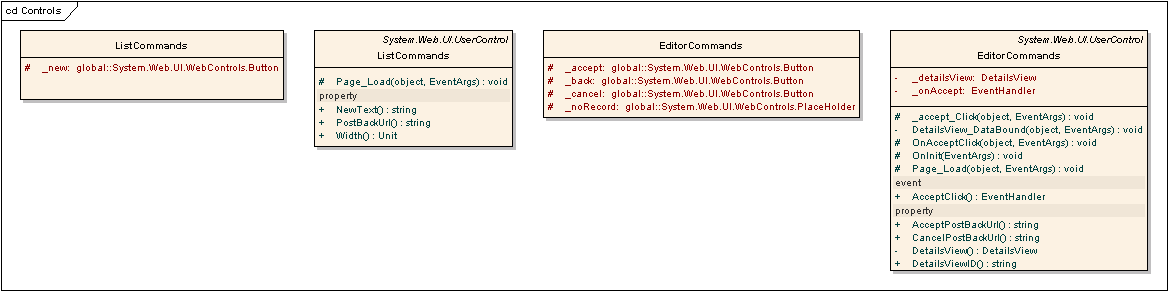 cd Controls
ListCommands
# _new: global::System.Web.UI.WebControls.Button
System.Web.UI.UserControl
ListCommands
# Page_Load(object, EventArgs) : void
property
+ NewText() : string
+ PostBackUrl() : string
+ Width() : Unit
EditorCommands
# _accept: global::System.Web.UI.WebControls.Button
# _back: global::System.Web.UI.WebControls.Button
# _cancel: global::System.Web.UI.WebControls.Button
# _noRecord: global::System.Web.UI.WebControls.PlaceHolder
System.Web.UI.UserControl
EditorCommands
- _detailsView: DetailsView
- _onAccept: EventHandler
# _accept_Click(object, EventArgs) : void
- DetailsView_DataBound(object, EventArgs) : void
# OnAcceptClick(object, EventArgs) : void
# OnInit(EventArgs) : void
# Page_Load(object, EventArgs) : void
event
+ AcceptClick() : EventHandler
property
+ AcceptPostBackUrl() : string
+ CancelPostBackUrl() : string
- DetailsView() : DetailsView
+ DetailsViewID() : string